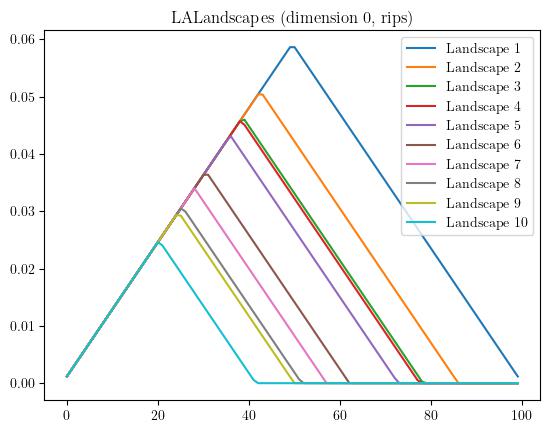 LALandscapes (dimension 0, rips)
0.06
0.05
0.04
0.03
0.02
0.01
0.00
0
20
40
60
80
100
Landscape 1
Landscape 2
Landscape 3
Landscape 4
Landscape 5
Landscape 6
Landscape 7
Landscape 8
Landscape 9
Landscape 10